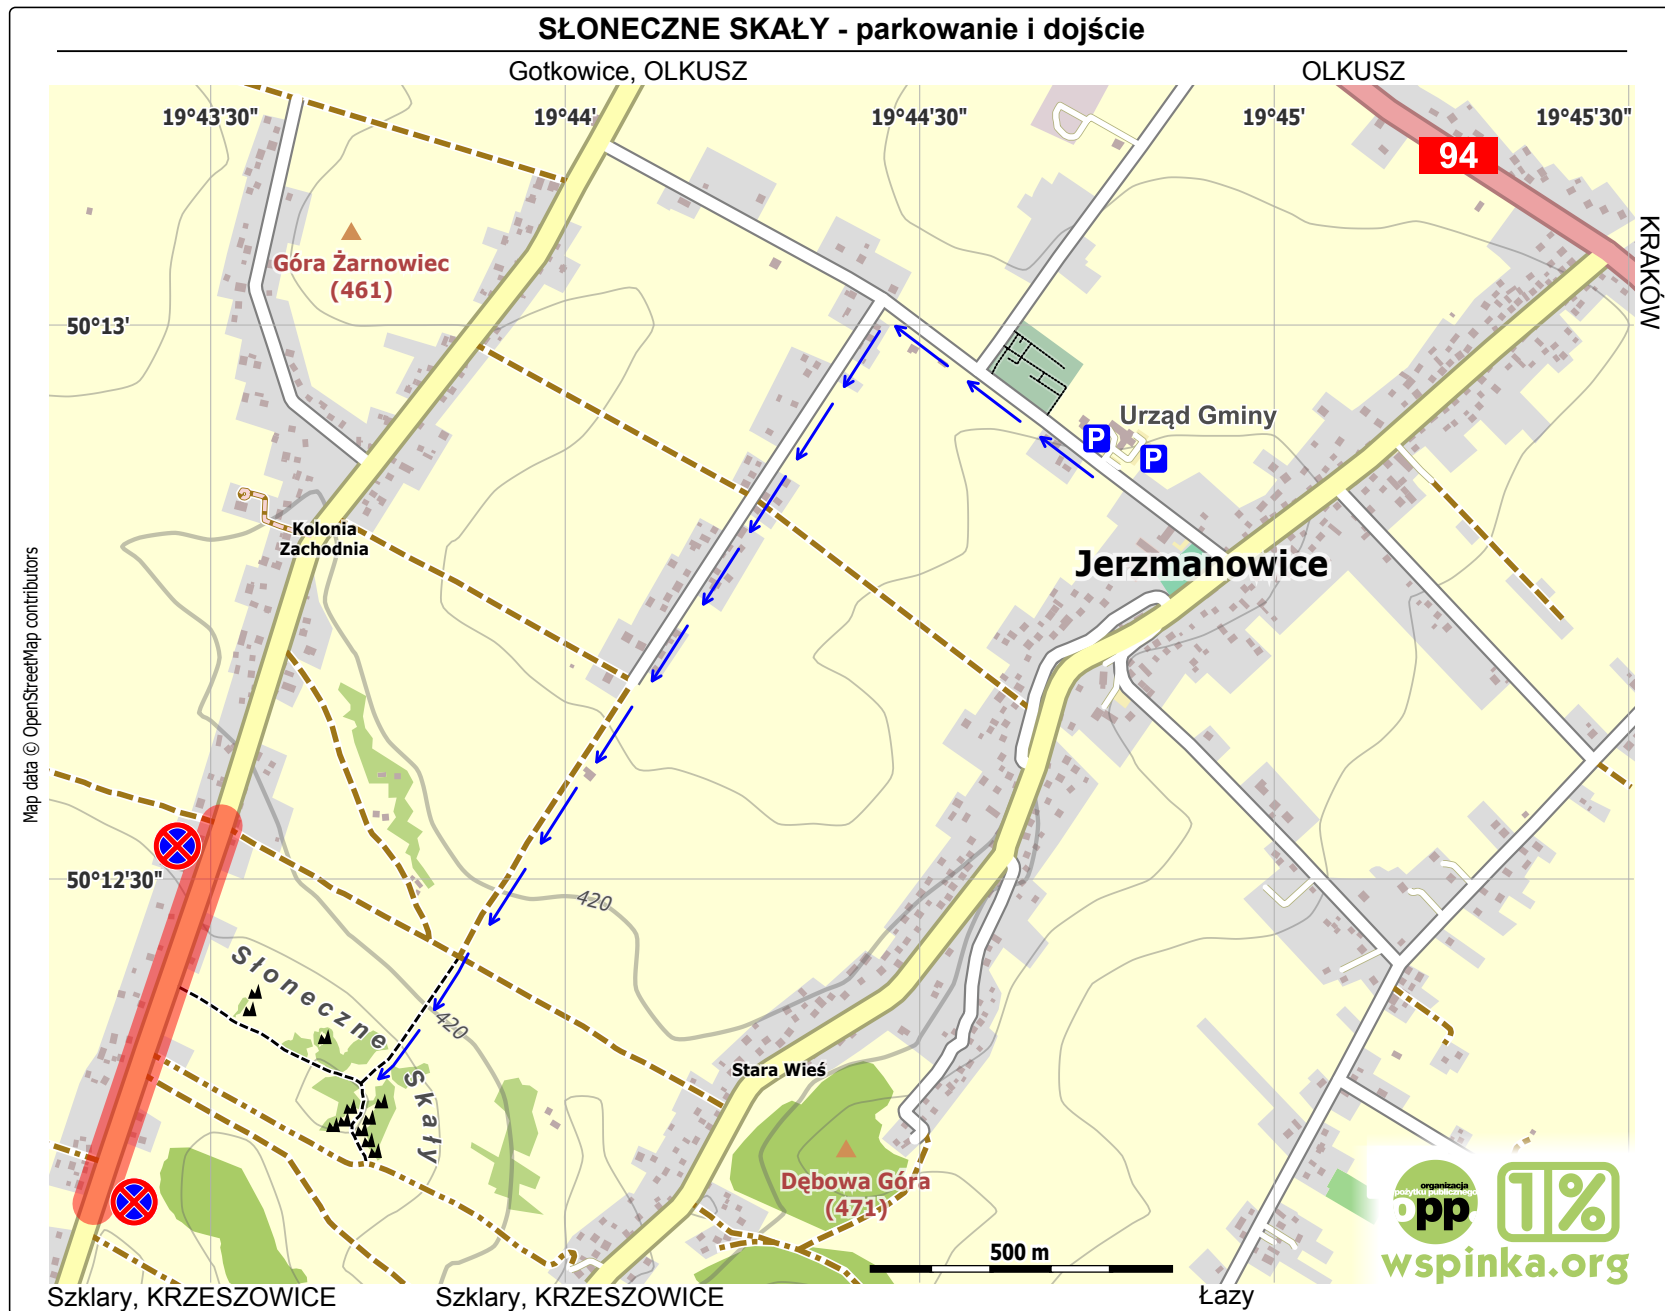 SŁONECZNE SKAŁY - parkowanie i dojście
Gotkowice, OLKUSZ
OLKUSZ
19°43'30"
19°44'
19°44'30"
19°45'
19°45'30"
94
KRAKÓW
Góra Żarnowiec
(461)
50°13'
Urząd Gminy
P
P
Kolonia
Zachodnia
Jerzmanowice
Map data © OpenStreetMap contributors
50°12'30"
420
420
Słoneczne Skały
Stara Wieś
Dębowa Góra
(471)
500 m
organizacja
pożytku publicznego
opp
1%
wspinka.org
Szklary, KRZESZOWICE
Szklary, KRZESZOWICE
Łazy